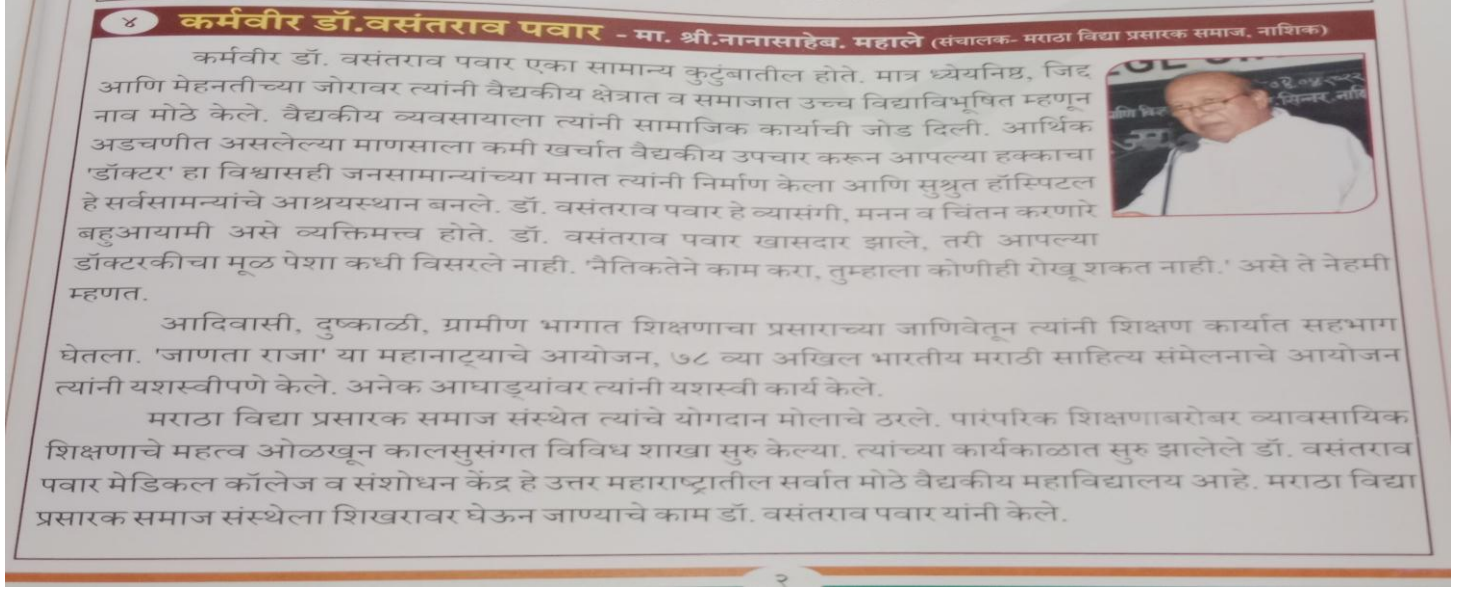 ४ कर्मवीर डॉ.वसंतराव पवार - मा. श्री.नानासाहेब. महाले (संचालक- मराठा विद्या प्रसारक समाज, नाशिक)
कर्मवीर डॉ. वसंतराव पवार एका सामान्य कुटुंबातील होते. मात्र ध्येयनिष्ठ, जिद्द
आणि मेहनतीच्या जोरावर त्यांनी वैद्यकीय क्षेत्रात व समाजात उच्च विद्याविभूषित म्हणून
नाव मोठे केले. वैद्यकीय व्यवसायाला त्यांनी सामाजिक कार्याची जोड दिली. आर्थिक
अडचणीत असलेल्या माणसाला कमी खर्चात वैद्यकीय उपचार करून आपल्या हक्काचा
'डॉक्टर' हा विश्वासही जनसामान्यांच्या मनात त्यांनी निर्माण केला आणि सुश्रुत हॉस्पिटल
हे सर्वसामन्यांचे आश्रयस्थान बनले. डॉ. वसंतराव पवार हे व्यासंगी, मनन व चिंतन करणारे
बहुआयामी असे व्यक्तिमत्त्व होते. डॉ. वसंतराव पवार खासदार झाले, तरी आपल्या
डॉक्टरकीचा मूळ पेशा कधी विसरले नाही. 'नैतिकतेने काम करा, तुम्हाला कोणीही रोखू शकत नाही.' असे ते नेहमी
म्हणत.
आदिवासी, दुष्काळी, ग्रामीण भागात शिक्षणाचा प्रसाराच्या जाणिवेतून त्यांनी शिक्षण कार्यात सहभाग
घेतला. 'जाणता राजा' या महानाट्याचे आयोजन, ७८ व्या अखिल भारतीय मराठी साहित्य संमेलनाचे आयोजन
त्यांनी यशस्वीपणे केले. अनेक आघाड्यांवर त्यांनी यशस्वी कार्य केले.
मराठा विद्या प्रसारक समाज संस्थेत त्यांचे योगदान मोलाचे ठरले. पारंपरिक शिक्षणाबरोबर व्यावसायिक
शिक्षणाचे महत्व ओळखून कालसुसंगत विविध शाखा सुरु केल्या. त्यांच्या कार्यकाळात सुरु झालेले डॉ. वसंतराव
पवार मेडिकल कॉलेज व संशोधन केंद्र हे उत्तर महाराष्ट्रातील सर्वात मोठे वैद्यकीय महाविद्यालय आहे. मराठा विद्या
प्रसारक समाज संस्थेला शिखरावर घेऊन जाण्याचे काम डॉ. वसंतराव पवार यांनी केले.
२